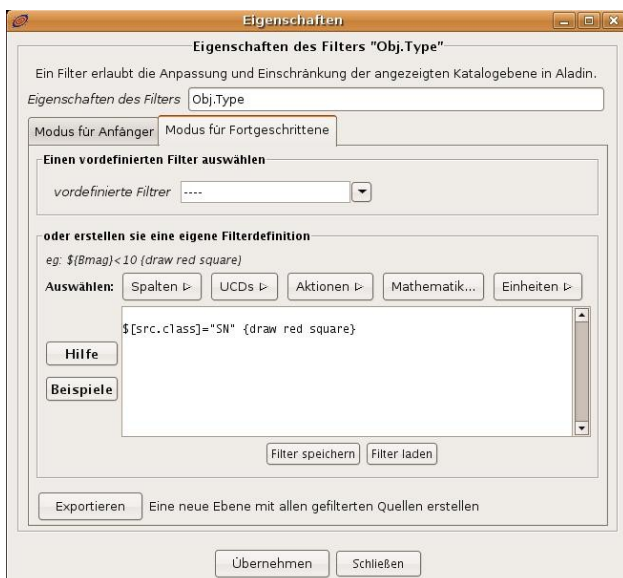 Eigenschaften
Eigenschaften des Filters "Obj.Type"
Ein Filter erlaubt die Anpassung und Einschränkung der angezeigten Katalogebene in Aladin.
Eigenschaften des Filters Obj.Type
Modus für Anfänger Modus für Fortgeschrittene
Einen vordefinierten Filter auswählen
vordefinierte Filtrer ----
oder erstellen sie eine eigene Filterdefinition
eg: ${Bmag}<10 {draw red square}
Auswählen: Spalten ▷ UCDs ▷ Aktionen ▷ Mathematik... Einheiten ▷
$[src.class]="SN" {draw red square}
Hilfe
Beispiele
Filter speichern Filter laden
Exportieren Eine neue Ebene mit allen gefilterten Quellen erstellen
Übernehmen Schließen